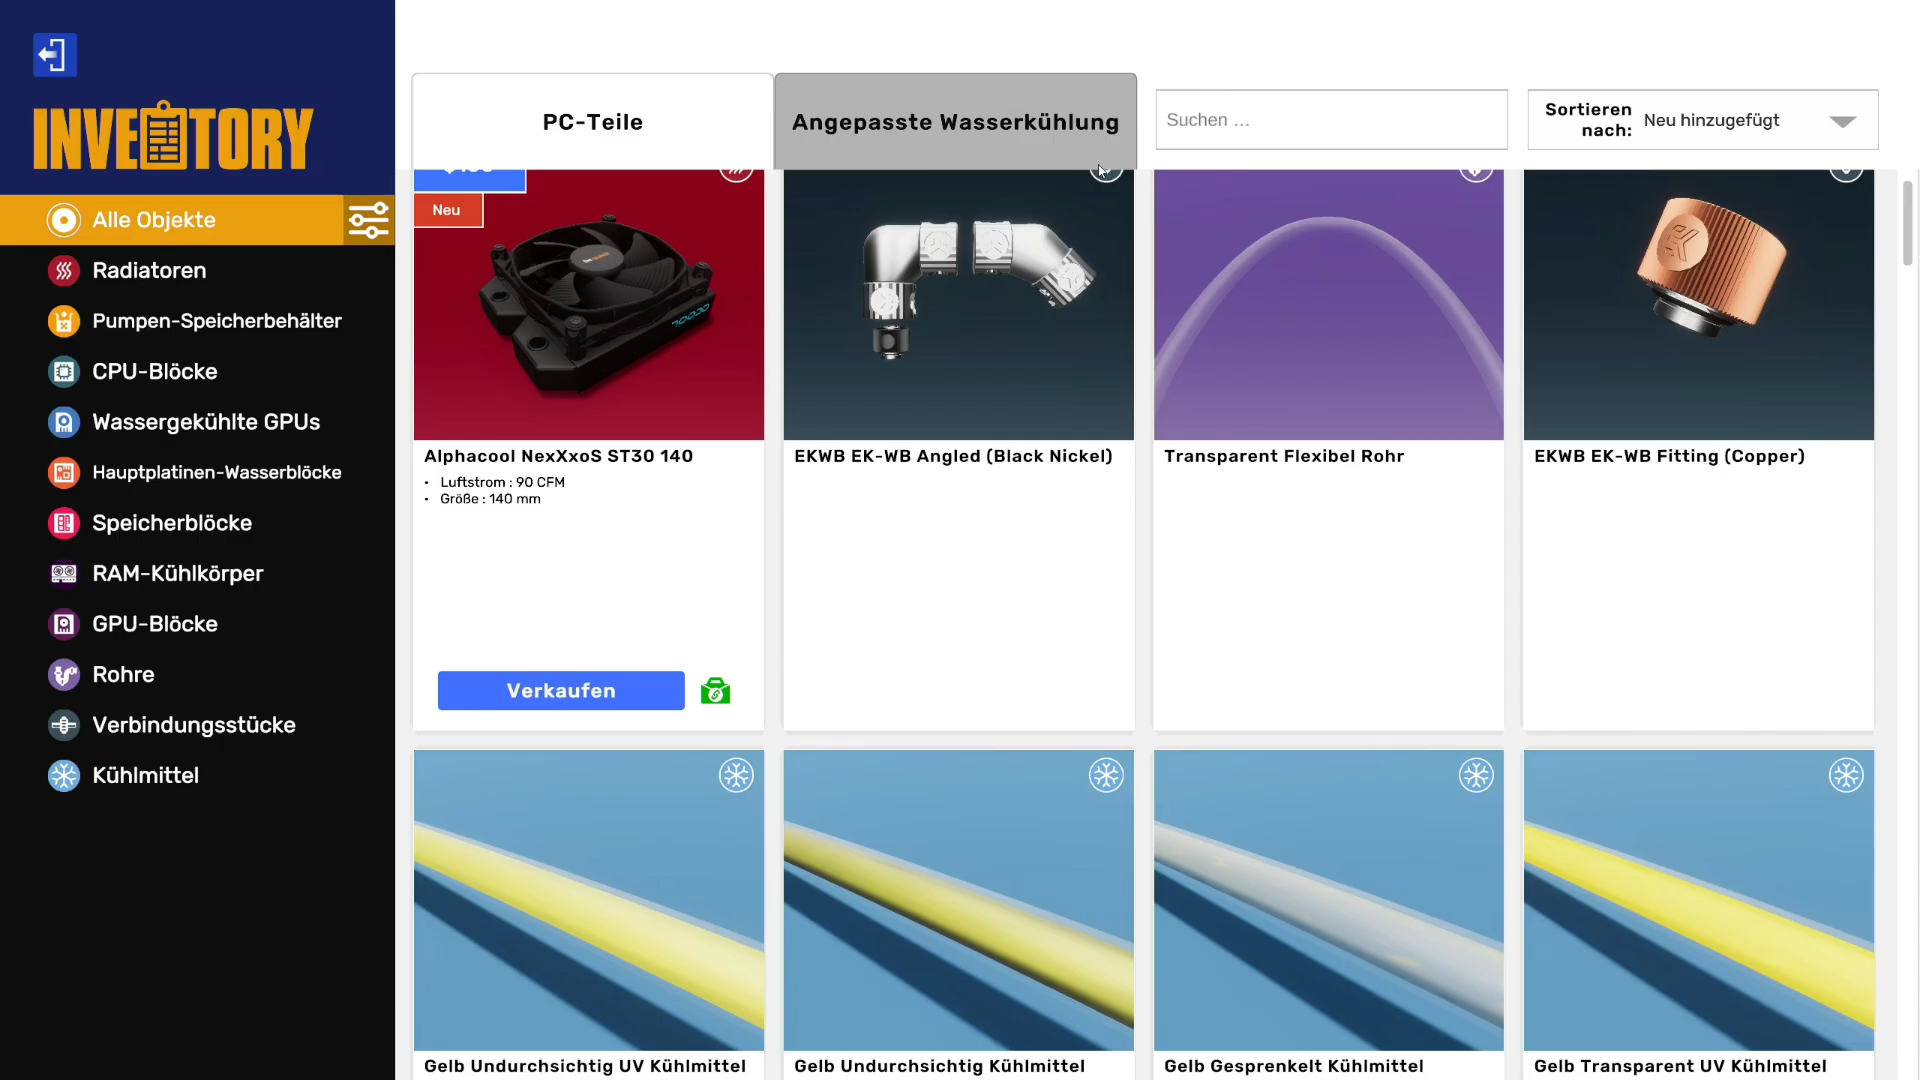 INVENTORY
PC-Teile
Angepasste Wasserkühlung
Suchen ...
Sortieren
nach:
Neu hinzugefügt
Alle Objekte
Radiatoren
Pumpen-Speicherbehälter
CPU-Blöcke
Wassergekühlte GPUs
Hauptplatinen-Wasserblöcke
Speicherblöcke
RAM-Kühlkörper
GPU-Blöcke
Rohre
Verbindungsstücke
Kühlmittel
Neu
Alphacool NexXxoS ST30 140
• Luftstrom : 90 CFM
• Größe : 140 mm
Verkaufen
EKWB EK-WB Angled (Black Nickel)
Transparent Flexibel Rohr
EKWB EK-WB Fitting (Copper)
Gelb Undurchsichtig UV Kühlmittel
Gelb Undurchsichtig Kühlmittel
Gelb Gesprenkelt Kühlmittel
Gelb Transparent UV Kühlmittel